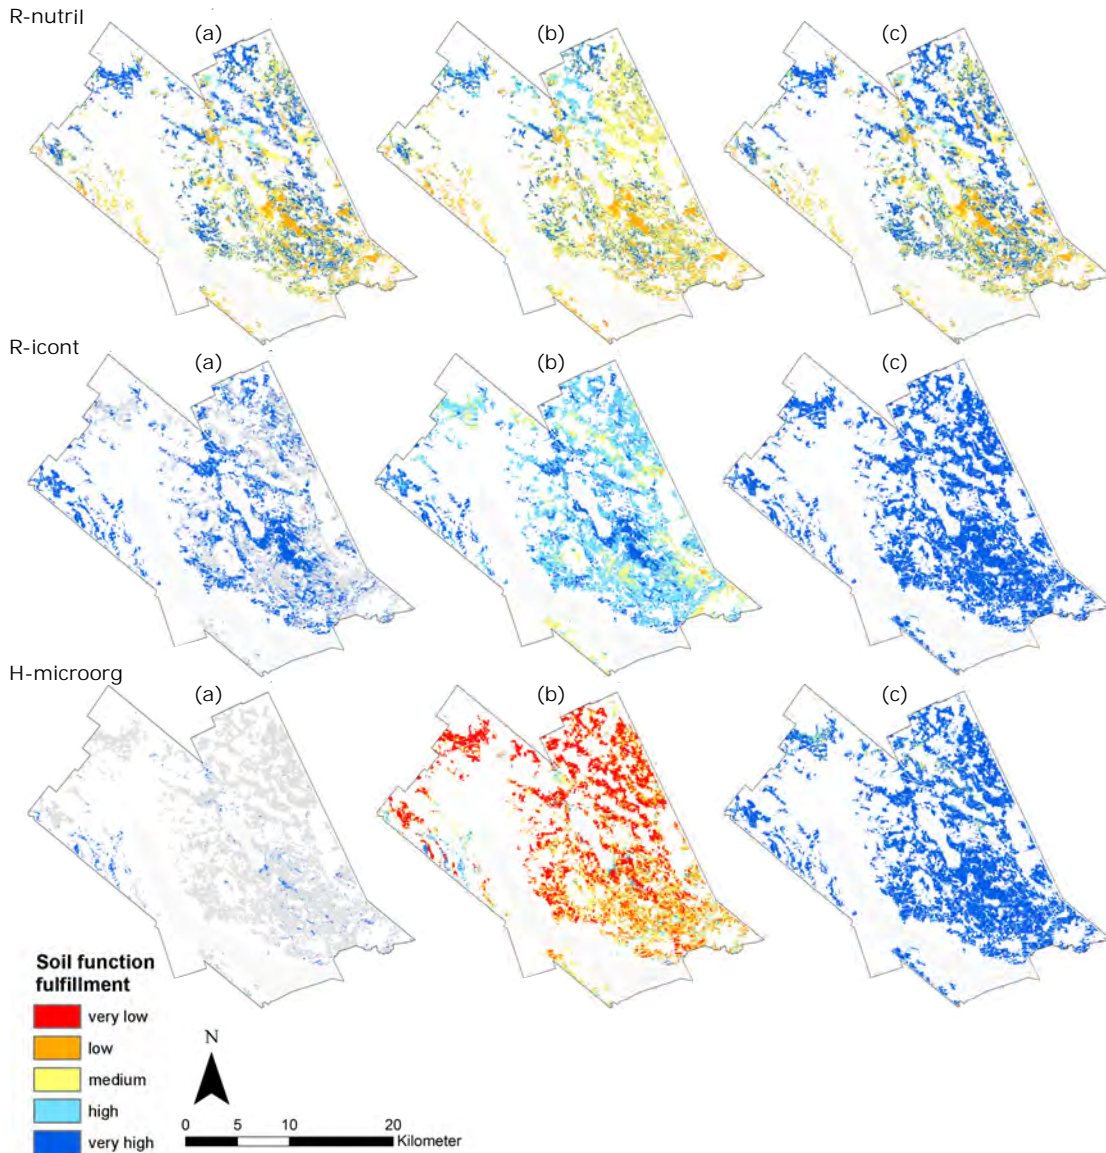 R-nutril
(a) (b) (c)
R-icont
(a) (b) (c)
H-microorg
(a) (b) (c)
Soil function
fulfillment
very low
low
medium
high
very high
N
0 5 10 20
Kilometer